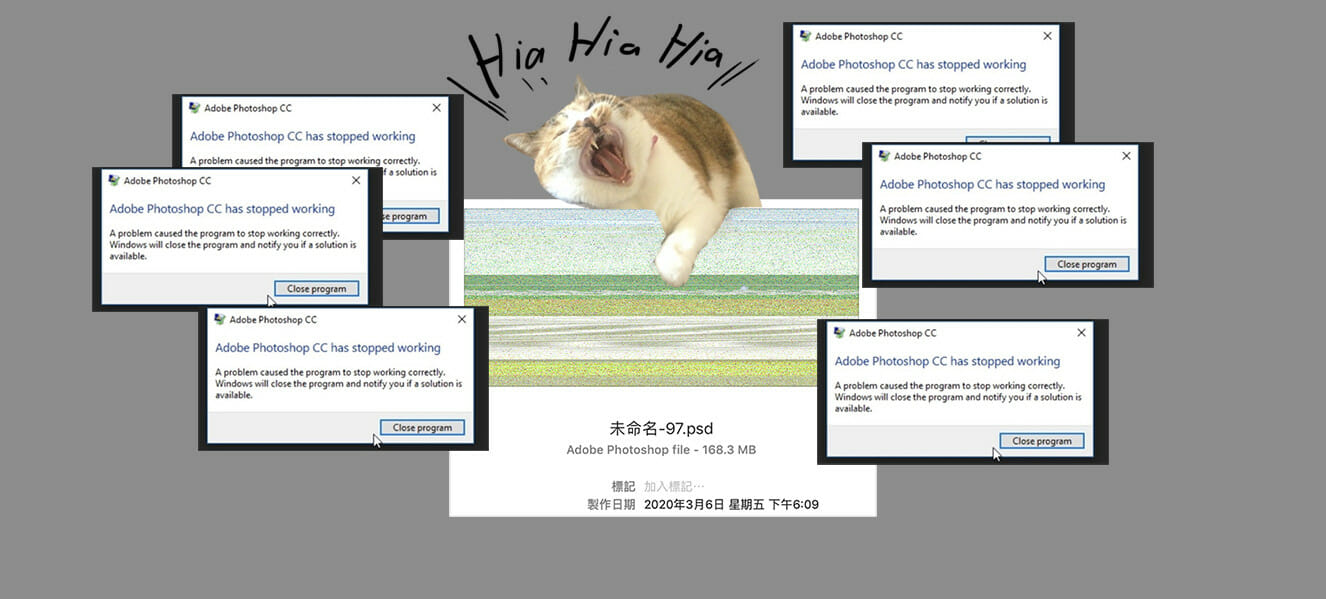 Hia Hia Hia
Adobe Photoshop CC
Adobe Photoshop CC has stopped working
A problem caused the program to stop working correctly.
Windows will close the program and notify you if a solution is
available.
Adobe Photoshop CC
Adobe Photoshop CC has stopped working
A problem caused the program to stop working correctly.
if a solution is
se program
Adobe Photoshop CC
Adobe Photoshop CC has stopped working
A problem caused the program to stop working correctly.
Windows will close the program and notify you if a solution is
available.
Close program
Adobe Photoshop CC
Adobe Photoshop CC has stopped working
A problem caused the program to stop working correctly.
Windows will close the program and notify you if a solution is
available.
Close program
Adobe Photoshop CC
Adobe Photoshop CC has stopped working
A problem caused the program to stop working correctly.
Windows will close the program and notify you if a solution is
available.
Close program
Adobe Photoshop CC
Adobe Photoshop CC has stopped working
A problem caused the program to stop working correctly.
Windows will close the program and notify you if a solution is
available.
Close program
未命名-97.psd
Adobe Photoshop file - 168.3 MB
標記 加入標記…
製作日期 2020年3月6日 星期五 下午6:09